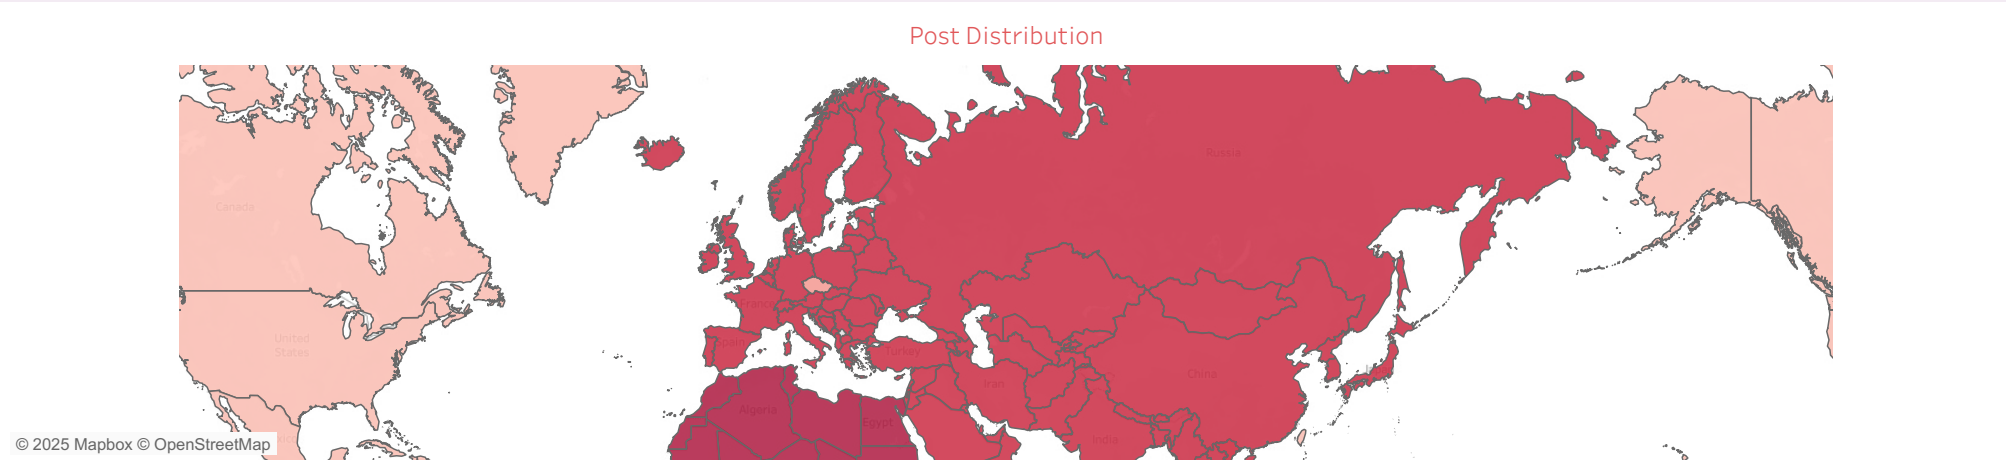 Post Distribution
Russia
Canada
France
United
States
Spain
Turkey
China
Iran
Algeria
Egypt
India
© 2025 Mapbox © OpenStreetMap